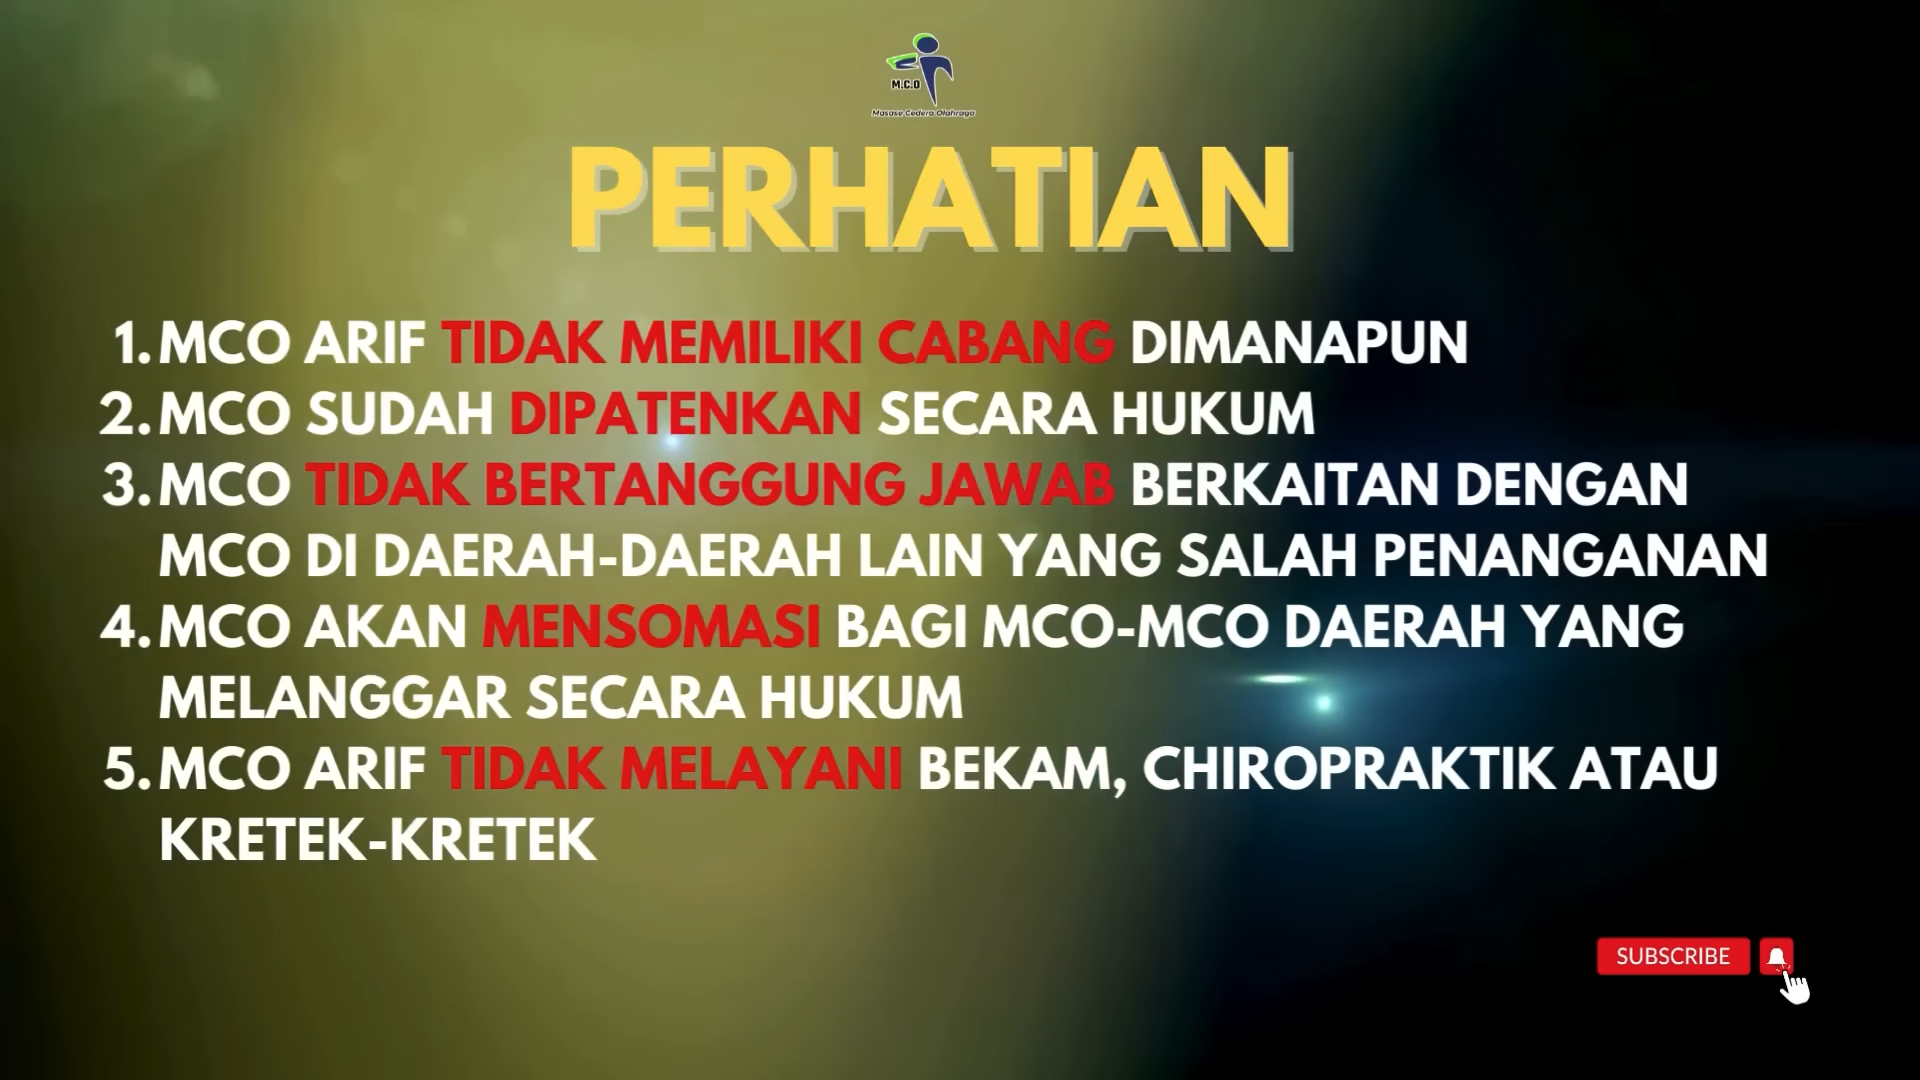 M.C.O
Masase Cedera Olahraga
PERHATIAN
1. MCO ARIF TIDAK MEMILIKI CABANG DIMANAPUN
2. MCO SUDAH DIPATENKAN SECARA HUKUM
3. MCO TIDAK BERTANGGUNG JAWAB BERKAITAN DENGAN
MCO DI DAERAH-DAERAH LAIN YANG SALAH PENANGANAN
4. MCO AKAN MENSOMASI BAGI MCO-MCO DAERAH YANG
MELANGGAR SECARA HUKUM
5. MCO ARIF TIDAK MELAYANI BEKAM, CHIROPRAKTIK ATAU
KRETEK-KRETEK
SUBSCRIBE